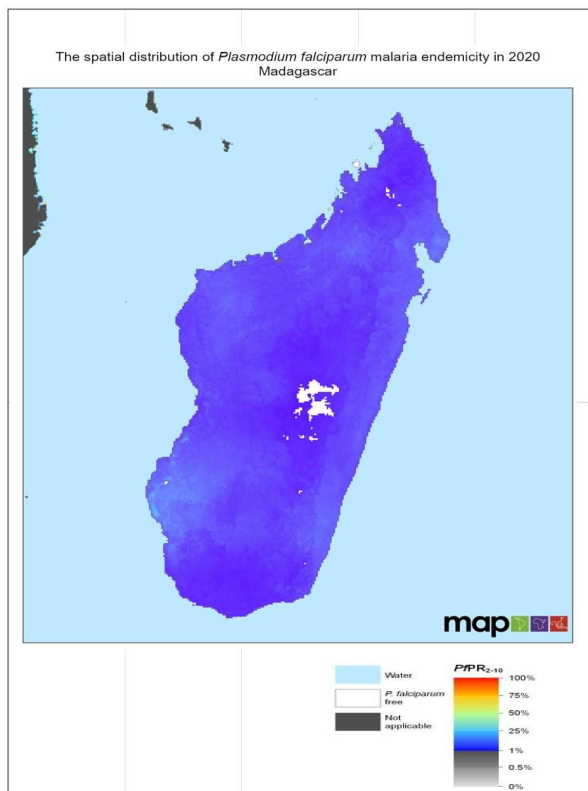 The spatial distribution of Plasmodium falciparum malaria endemicity in 2020
Madagascar
map
Water
P. falciparum
free
Not
applicable
PfPR2-10
100%
75%
50%
25%
1%
0.5%
0%